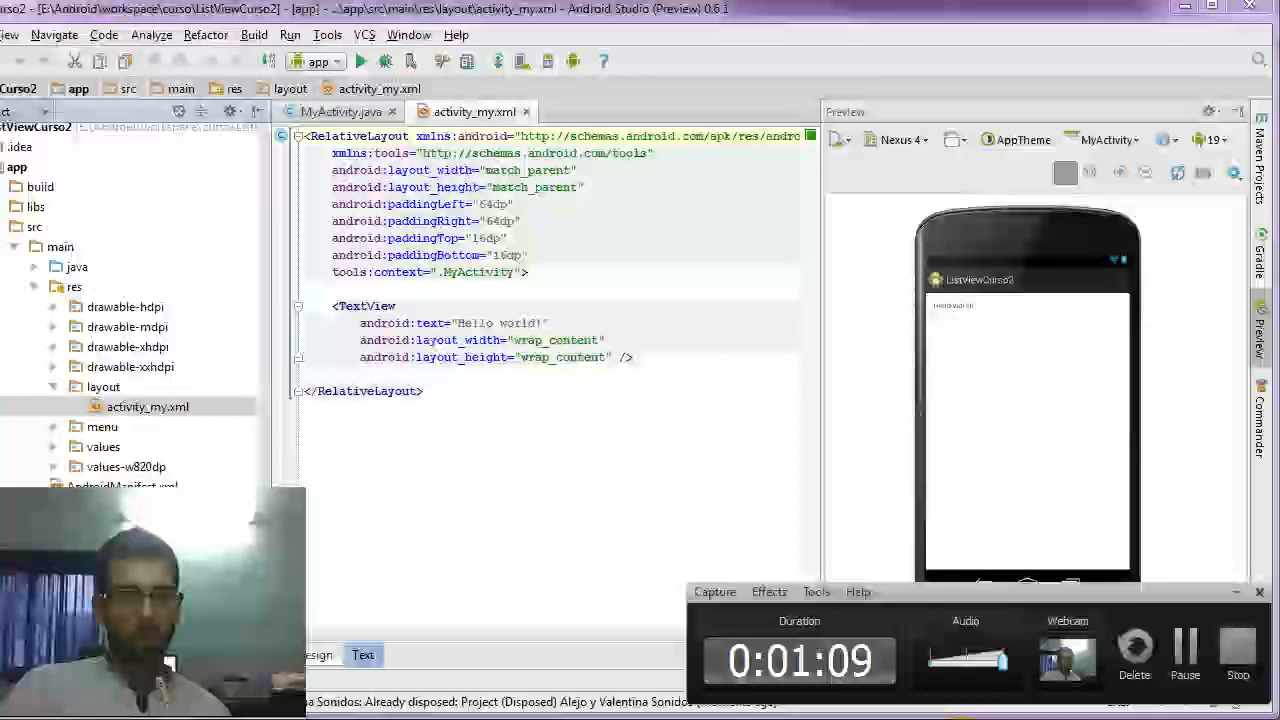 urso2 - [E:\Android\workspace\curso\ListViewCurso2] - [app] - ...\app\src\main\res\layout\activity_my.xml - Android Studio (Preview) 0.6.1
iew Navigate Code Analyze Refactor Build Run Tools VCS Window Help
app
Curso2 app src main res layout activity_my.xml
MyActivity.java activity_my.xml Preview
Nexus 4 AppTheme MyActivity 19
istViewCurso2
.idea
app
build
libs
src
main
java
res
drawable-hdpi
drawable-mdpi
drawable-xhdpi
drawable-xxhdpi
layout
activity_my.xml
menu
values
values-w820dp
AndroidManifest.xml
<RelativeLayout xmlns:android="http://schemas.android.com/apk/res/andro
xmlns:tools="http://schemas.android.com/tools"
android:layout_width="match_parent"
android:layout_height="match_parent"
android:paddingLeft="64dp"
android:paddingRight="64dp"
android:paddingTop="16dp"
android:paddingBottom="16dp"
tools:context=".MyActivity">
<TextView
android:text="Hello world!"
android:layout_width="wrap_content"
android:layout_height="wrap_content" />
</RelativeLayout>
esign Text
ListViewCurso2
Hello world!
Maven Projects
Gradle
Preview
Commander
Capture Effects Tools Help
Duration Audio Webcam
0:01:09
Delete Pause Stop
a Sonidos: Already disposed: Project (Disposed) Alejo y Valentina Sonidos